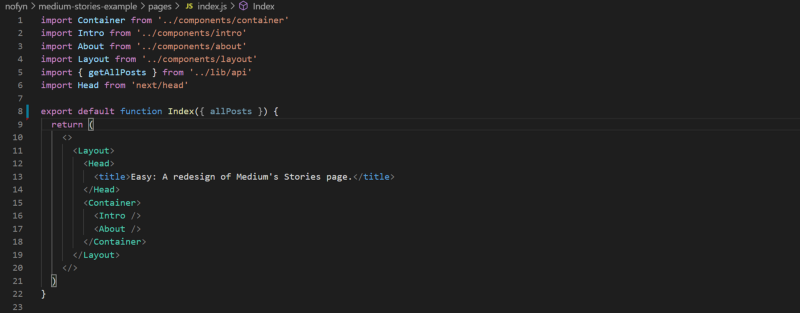 nofyn > medium-stories-example > pages > JS index.js > Index
1 import Container from '../components/container'
2 import Intro from '../components/intro'
3 import About from '../components/about'
4 import Layout from '../components/layout'
5 import { getAllPosts } from '../lib/api'
6 import Head from 'next/head'
7
8 export default function Index({ allPosts }) {
9   return (
10     <>
11       <Layout>
12         <Head>
13           <title>Easy: A redesign of Medium's Stories page.</title>
14         </Head>
15         <Container>
16           <Intro />
17           <About />
18         </Container>
19       </Layout>
20     </>
21   )
22 }
23